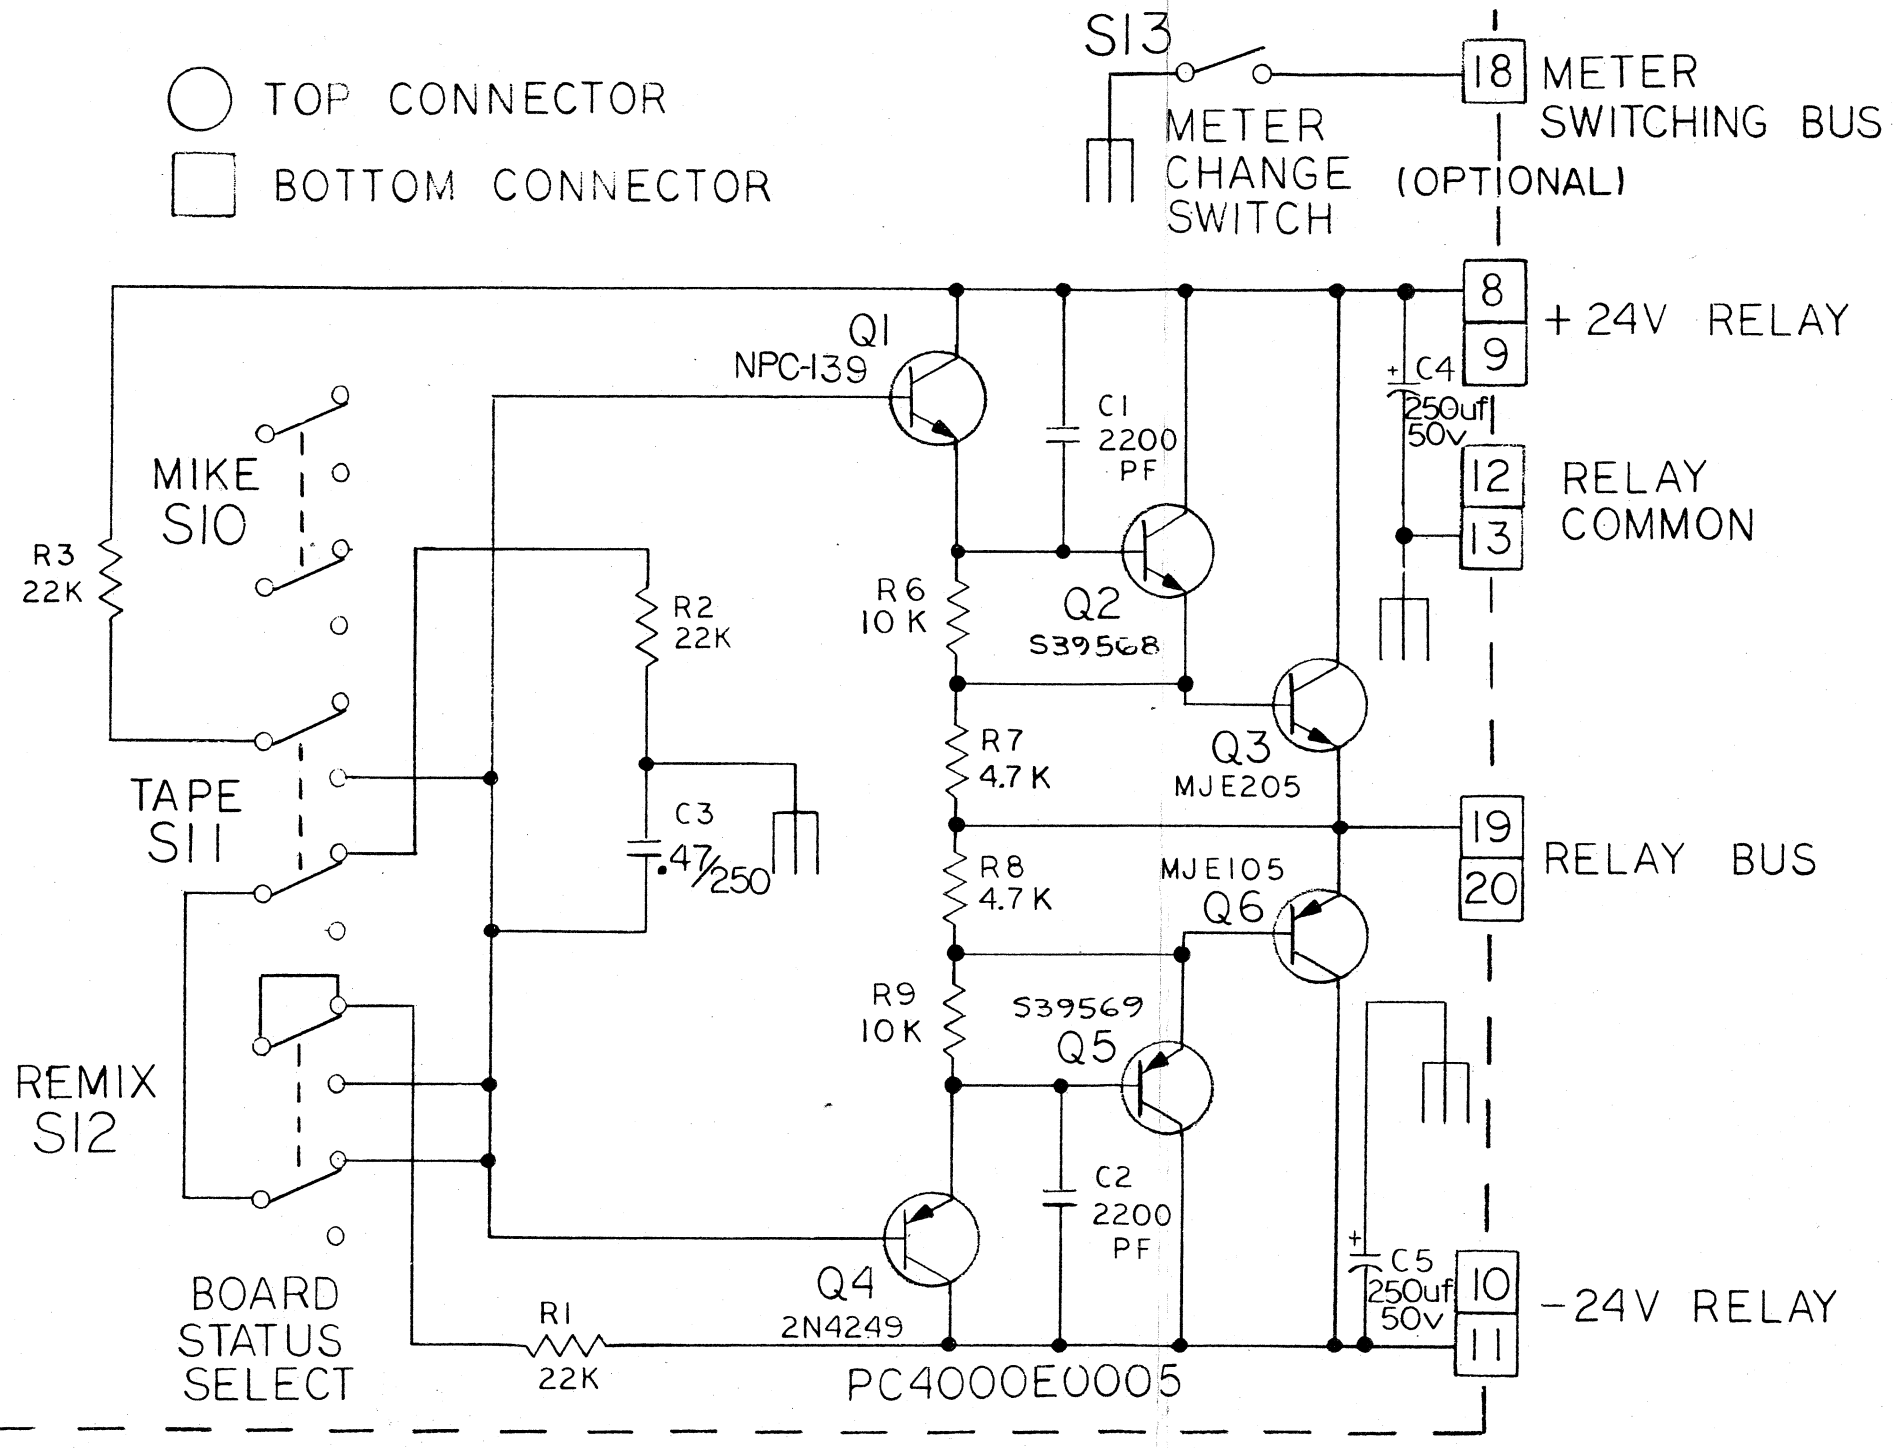 S13
18 METER
SWITCHING BUS
TOP CONNECTOR
METER
CHANGE (OPTIONAL)
SWITCH
BOTTOM CONNECTOR
8
+24V RELAY
9
Q1
NPC-139
+ C4
250uf
50v
C1
2200
PF
12 RELAY
COMMON
13
MIKE
S10
R3
22K
R2
22K
R6
10K
Q2
S39568
R7
4.7K
Q3
MJE205
TAPE
S11
C3
.47/250
19
RELAY BUS
20
R8
4.7K
MJE105
Q6
R9
10K
S39569
Q5
REMIX
S12
C2
2200
PF
+ C5
250uf
50v
10
-24V RELAY
11
Q4
2N4249
BOARD
STATUS
SELECT
R1
22K
PC4000E0005